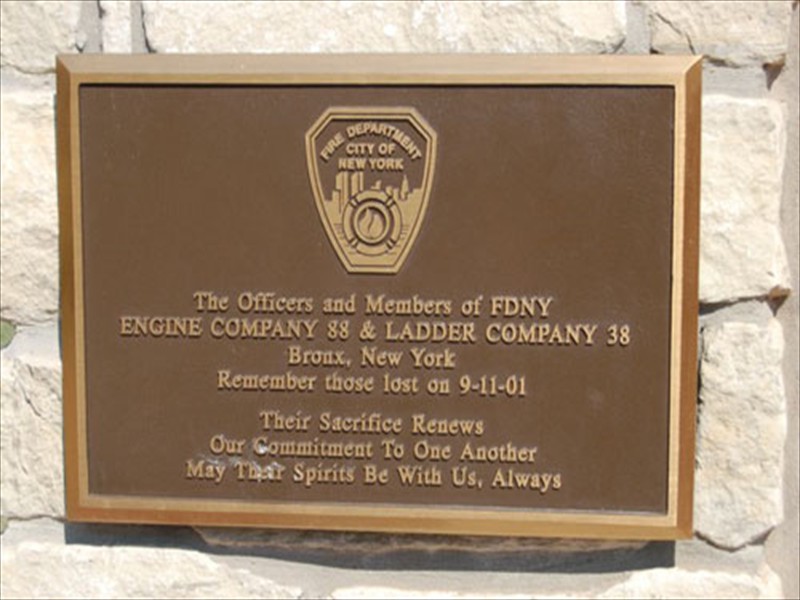 FIRE DEPARTMENT
CITY OF
NEW YORK
The Officers and Members of FDNY
ENGINE COMPANY 88 & LADDER COMPANY 38
Bronx, New York
Remember those lost on 9-11-01
Their Sacrifice Renews
Our Commitment To One Another
May Their Spirits Be With Us, Always